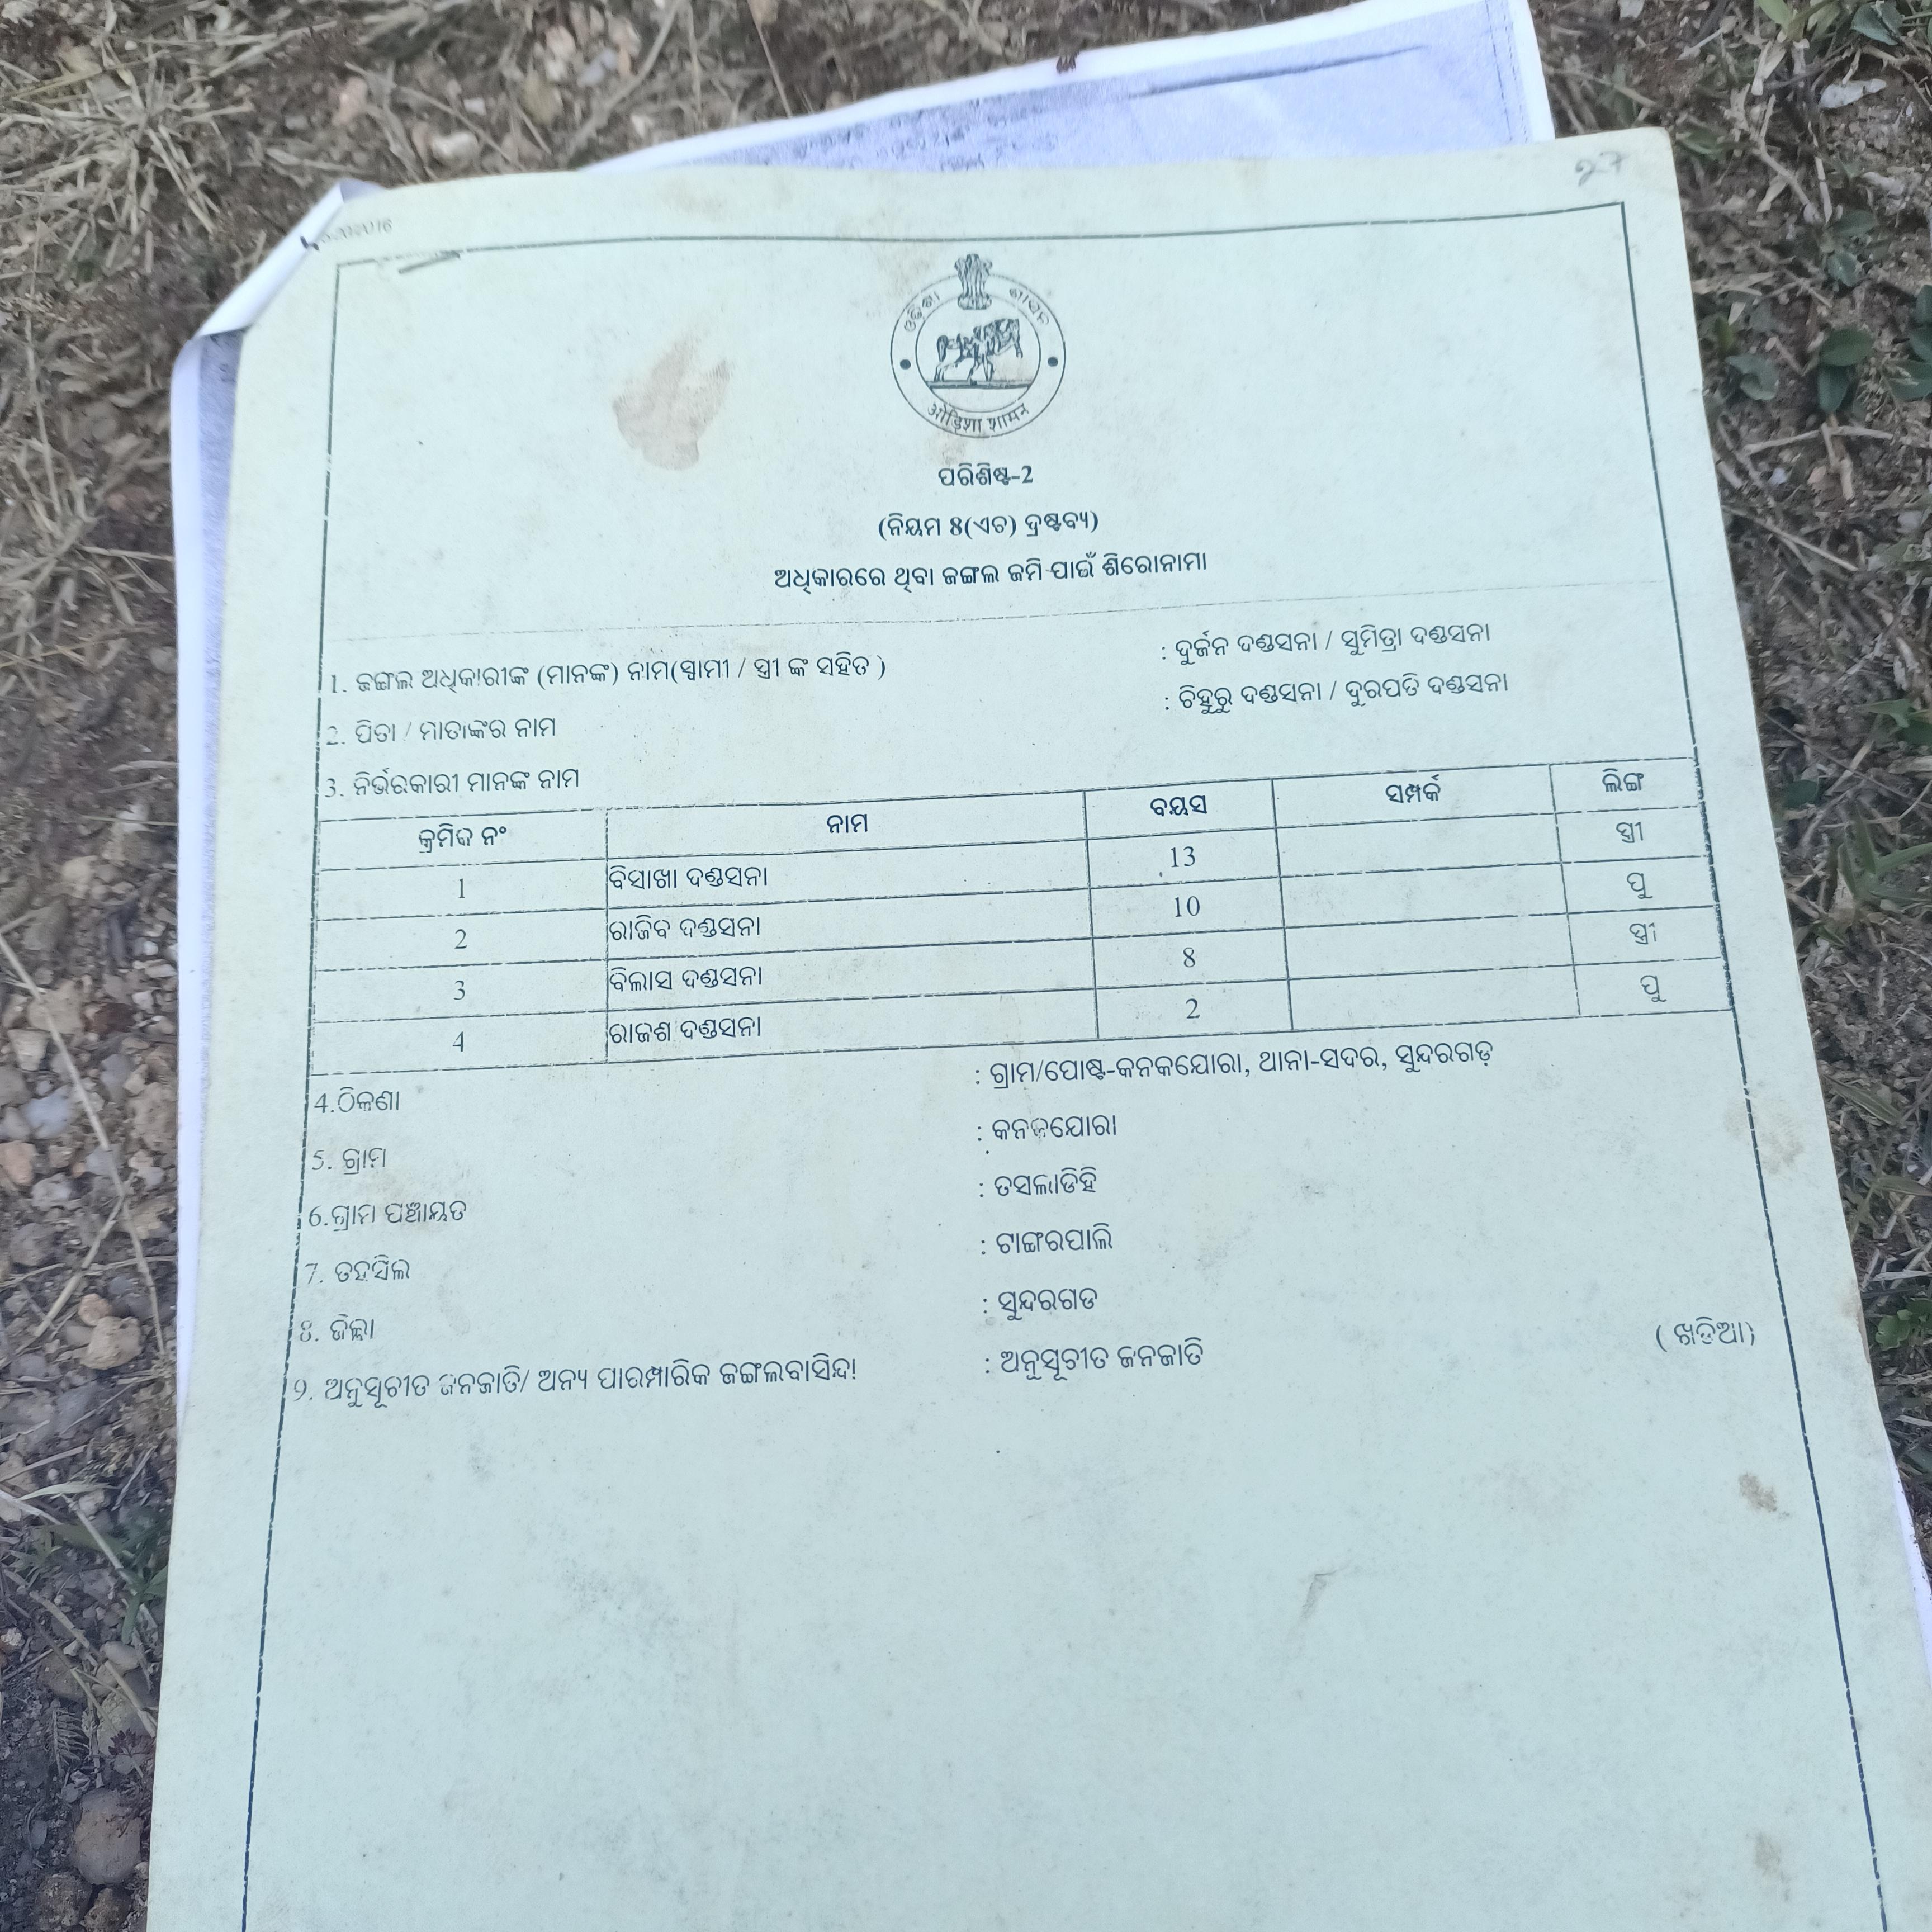 27
ଓଡ଼ିଶା ଶାସନ
ओड़िशा शासन
ପରିଶିଷ୍ଟ-2
(ନିୟମ 8(ଏଚ) ଦ୍ରଷ୍ଟବ୍ୟ)
ଅଧିକାରରେ ଥିବା ଜଙ୍ଗଲ ଜମି ପାଇଁ ଶିରୋନାମା
1. ଜଙ୍ଗଲ ଅଧିକାରୀଙ୍କ (ମାନଙ୍କ) ନାମ(ସ୍ୱାମୀ / ସ୍ତ୍ରୀ ଙ୍କ ସହିତ ) : ଦୁର୍ଜନ ଦଣ୍ଡସନା / ସୁମିତ୍ରା ଦଣ୍ଡସନା
2. ପିତା / ମାତାଙ୍କର ନାମ : ଚିହୁରୁ ଦଣ୍ଡସନା / ଦୁରପତି ଦଣ୍ଡସନା
3. ନିର୍ଭରକାରୀ ମାନଙ୍କ ନାମ
କ୍ରମିକ ନଂ ନାମ ବୟସ ସମ୍ପର୍କ ଲିଙ୍ଗ
1 ବିସାଖା ଦଣ୍ଡସନା 13 ସ୍ତ୍ରୀ
2 ରାଜିବ ଦଣ୍ଡସନା 10 ପୁ
3 ବିଲାସ ଦଣ୍ଡସନା 8 ସ୍ତ୍ରୀ
4 ରାଜଶ ଦଣ୍ଡସନା 2 ପୁ
4.ଠିକଣା : ଗ୍ରାମ/ପୋଷ୍ଟ-କନକଯୋରା, ଥାନା-ସଦର, ସୁନ୍ଦରଗଡ଼
5. ଗ୍ରାମ : କନକଯୋରା
6.ଗ୍ରାମ ପଞ୍ଚାୟତ : ତସଲାଡିହି
7. ତହସିଲ : ଟାଙ୍ଗରପାଲି
8. ଜିଲ୍ଲା : ସୁନ୍ଦରଗଡ
9. ଅନୁସୂଚୀତ ଜନଜାତି/ ଅନ୍ୟ ପାରମ୍ପାରିକ ଜଙ୍ଗଲବାସିନ୍ଦା : ଅନୁସୂଚୀତ ଜନଜାତି ( ଖଡିଆ)